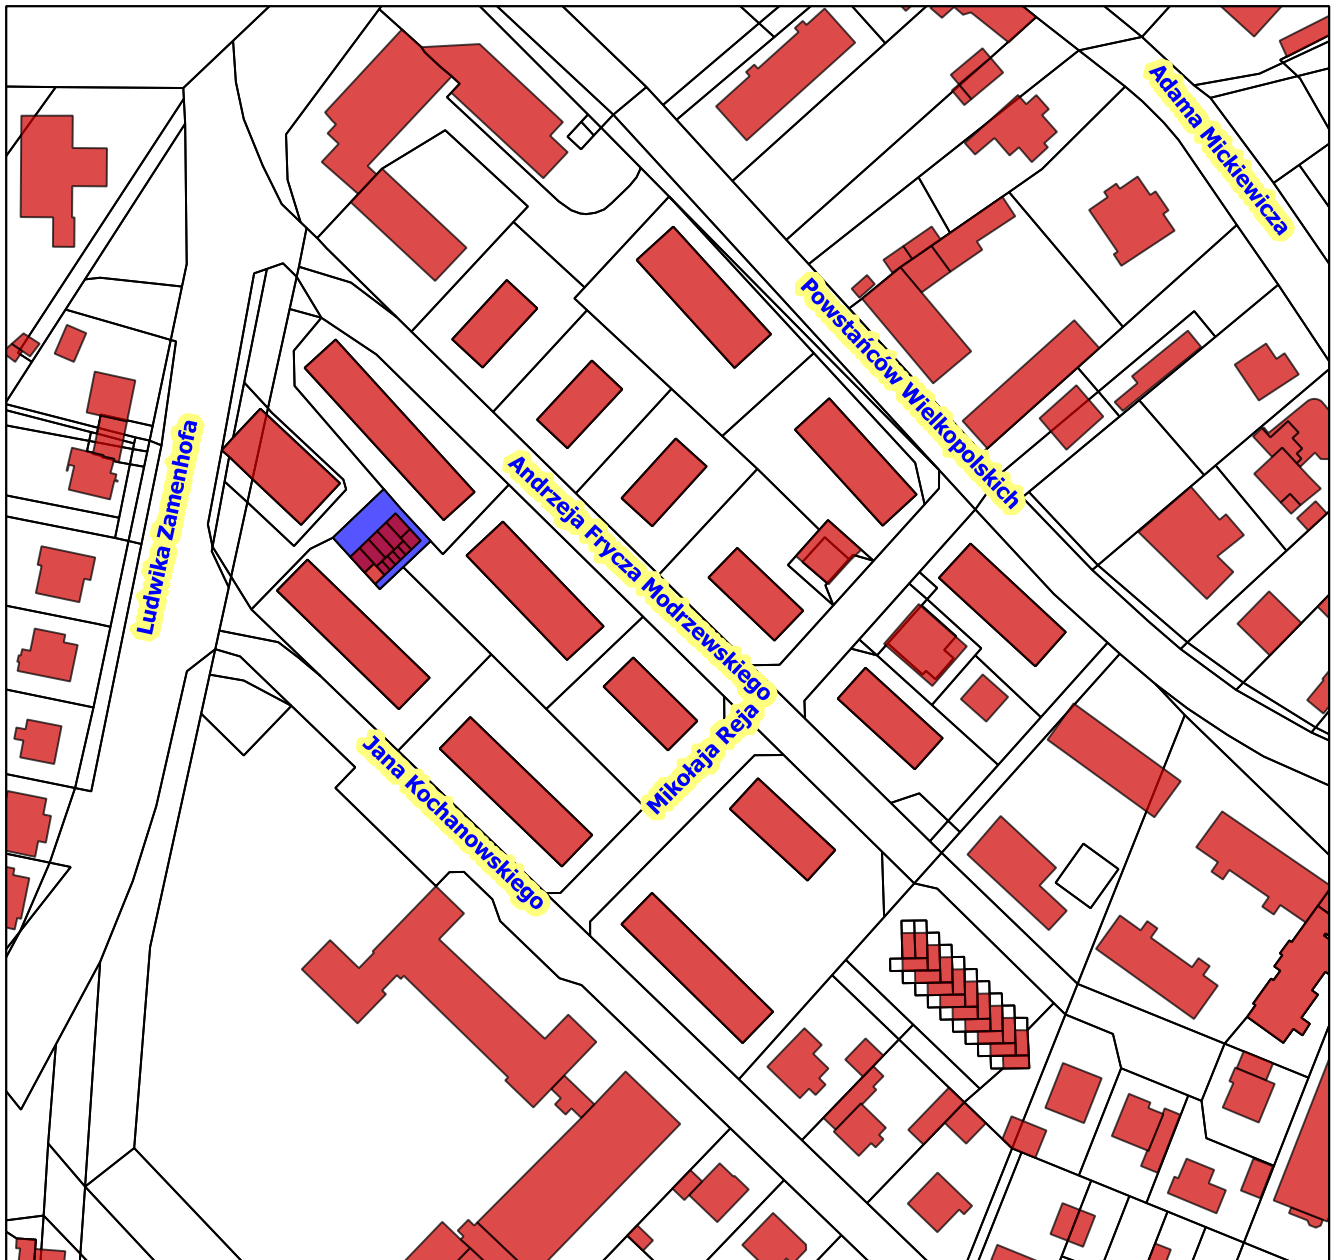 Adama Mickiewicza
Powstańców Wielkopolskich
Ludwika Zamenhofa
Andrzeja Frycza Modrzewskiego
Mikołaja Reja
Jana Kochanowskiego